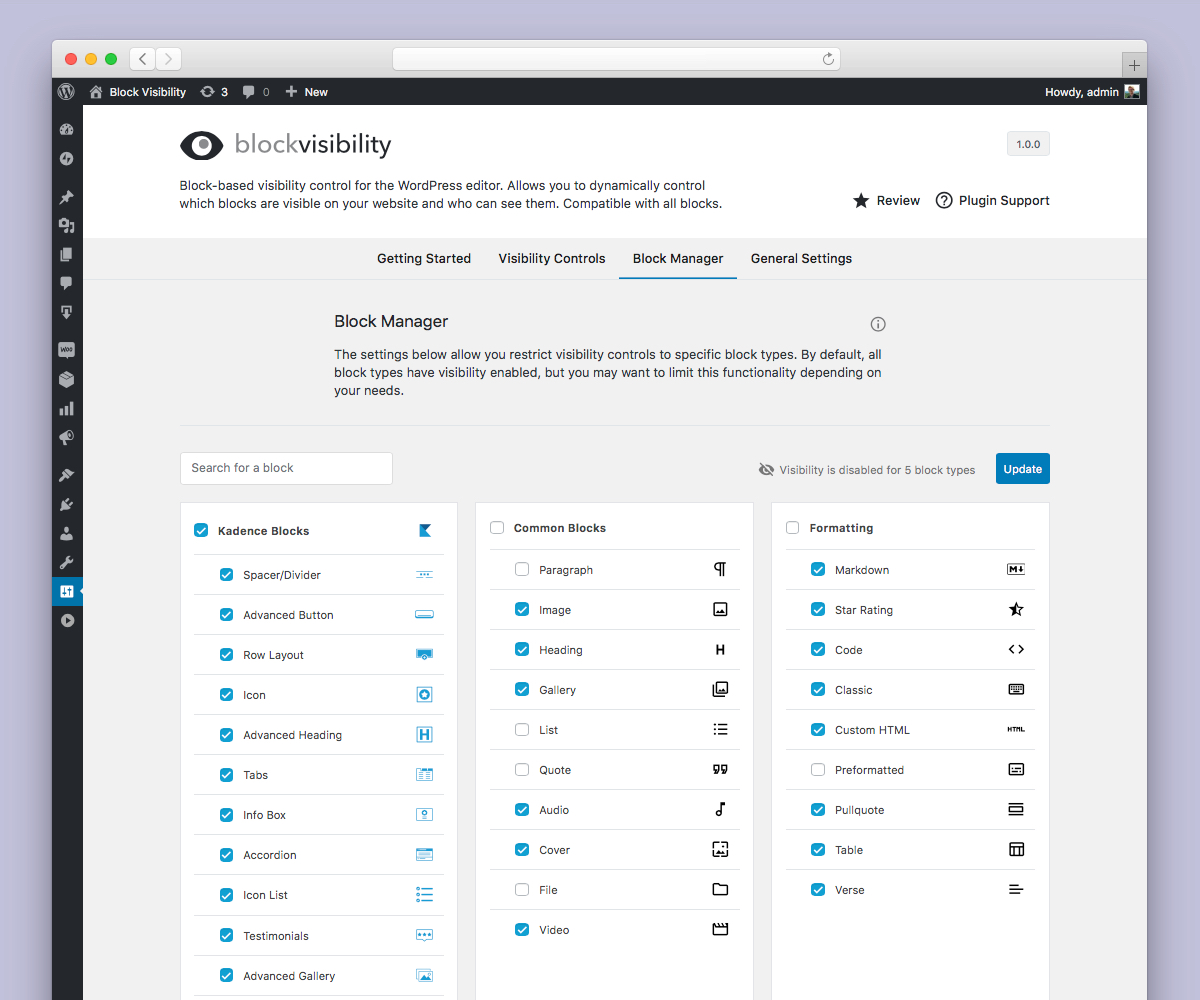 Block Visibility 3 0 New Howdy, admin
blockvisibility
1.0.0
Block-based visibility control for the WordPress editor. Allows you to dynamically control
which blocks are visible on your website and who can see them. Compatible with all blocks.
Review Plugin Support
Getting Started Visibility Controls Block Manager General Settings
Block Manager
The settings below allow you restrict visibility controls to specific block types. By default, all
block types have visibility enabled, but you may want to limit this functionality depending on
your needs.
Search for a block
Visibility is disabled for 5 block types
Update
Kadence Blocks
Spacer/Divider
Advanced Button
Row Layout
Icon
Advanced Heading
H
Tabs
Info Box
Accordion
Icon List
Testimonials
Advanced Gallery
Common Blocks
Paragraph
Image
Heading
H
Gallery
List
Quote
Audio
Cover
File
Video
Formatting
Markdown
M
Star Rating
Code
Classic
Custom HTML
HTML
Preformatted
Pullquote
Table
Verse
WOO